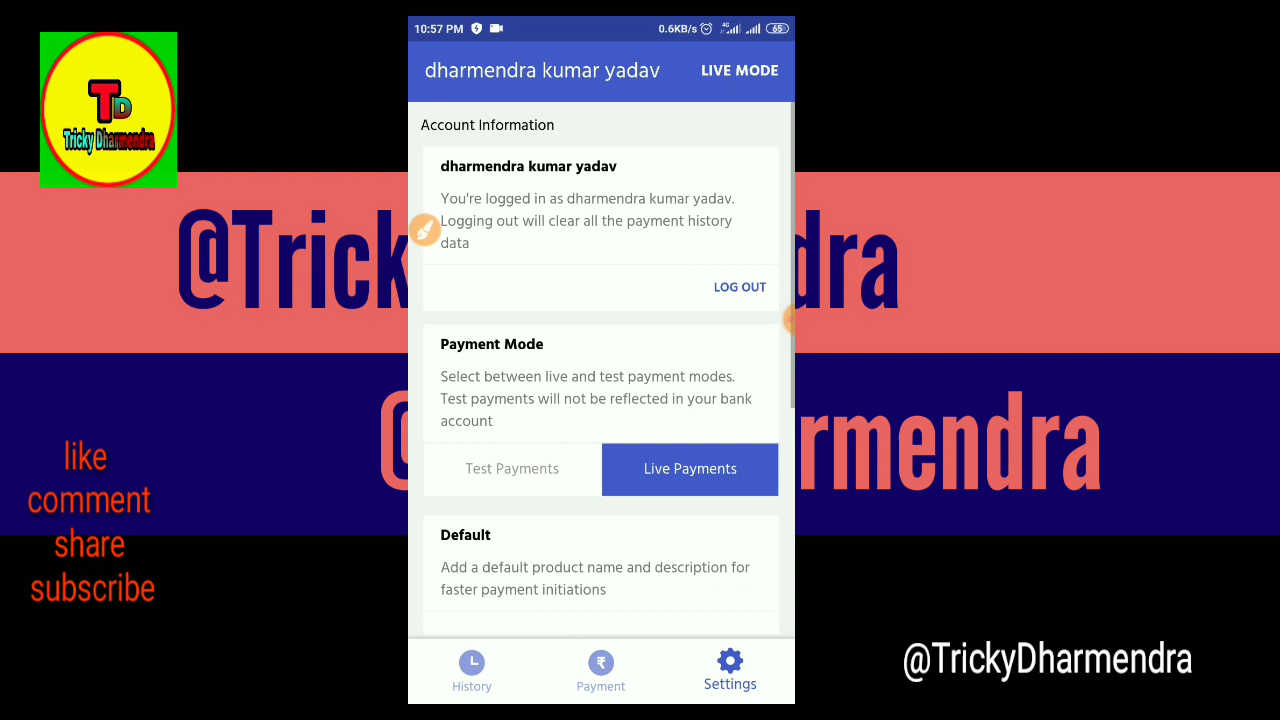 TD
Tricky Dharmendra
@Trick
dra
@
armendra
like
comment
share
subscribe
@TrickyDharmendra
10:57 PM
0.6KB/s
4G
65
dharmendra kumar yadav
LIVE MODE
Account Information
dharmendra kumar yadav
You're logged in as dharmendra kumar yadav.
Logging out will clear all the payment history
data
LOG OUT
Payment Mode
Select between live and test payment modes.
Test payments will not be reflected in your bank
account
Test Payments
Live Payments
Default
Add a default product name and description for
faster payment initiations
₹
History
Payment
Settings